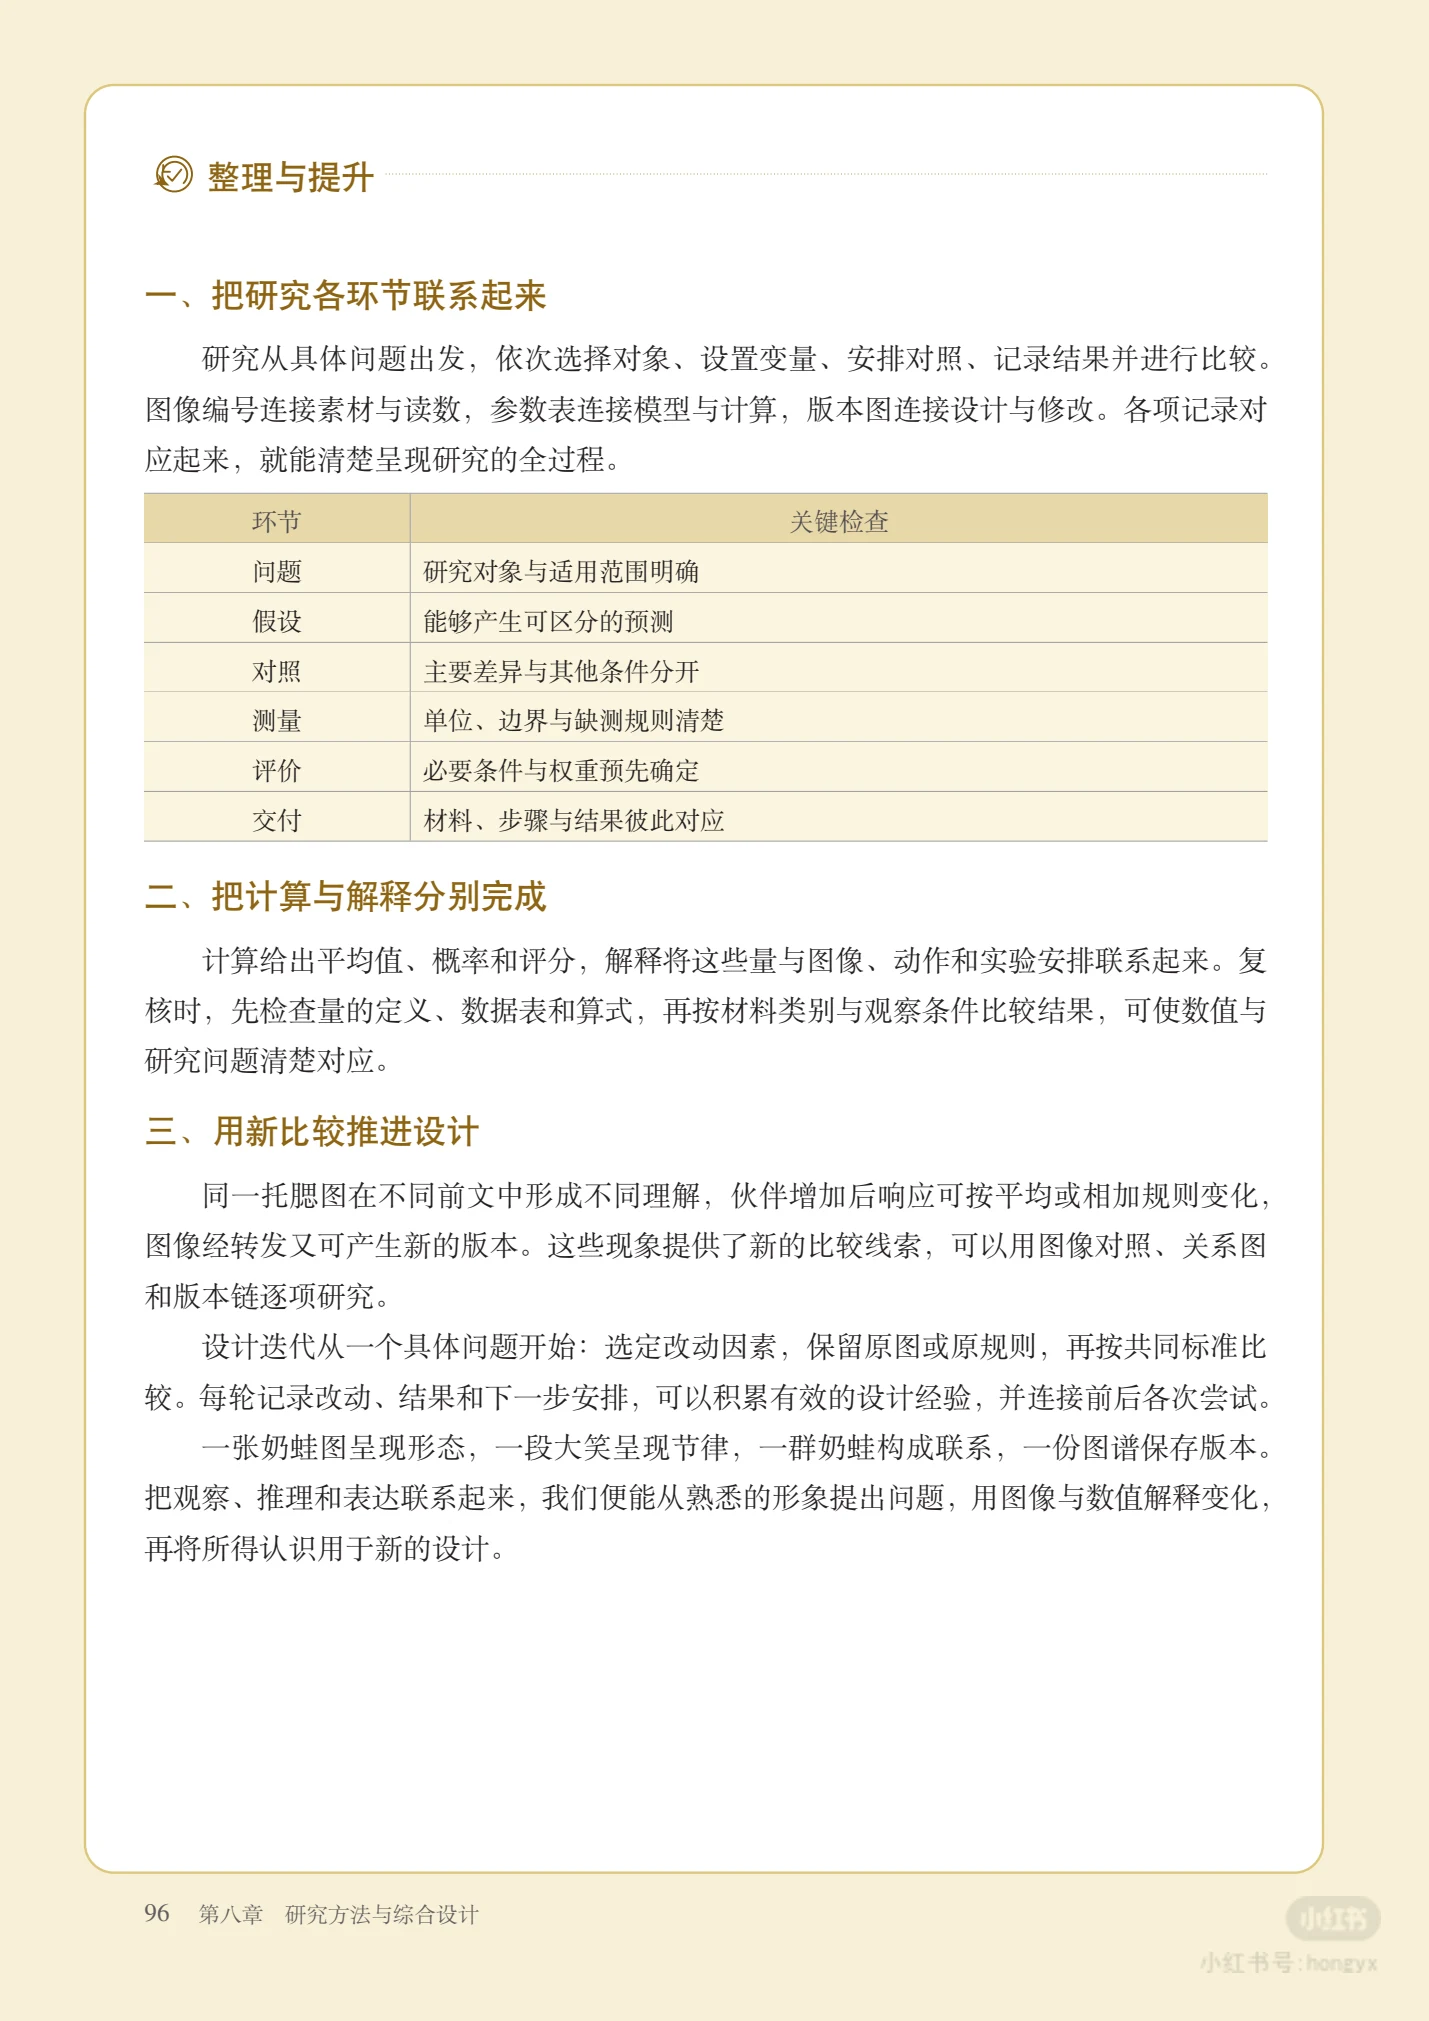 整理与提升
一、把研究各环节联系起来
研究从具体问题出发，依次选择对象、设置变量、安排对照、记录结果并进行比较。
图像编号连接素材与读数，参数表连接模型与计算，版本图连接设计与修改。各项记录对
应起来，就能清楚呈现研究的全过程。
环节 关键检查
问题 研究对象与适用范围明确
假设 能够产生可区分的预测
对照 主要差异与其他条件分开
测量 单位、边界与缺测规则清楚
评价 必要条件与权重预先确定
交付 材料、步骤与结果彼此对应
二、把计算与解释分别完成
计算给出平均值、概率和评分，解释将这些量与图像、动作和实验安排联系起来。复
核时，先检查量的定义、数据表和算式，再按材料类别与观察条件比较结果，可使数值与
研究问题清楚对应。
三、用新比较推进设计
同一托腮图在不同前文中形成不同理解，伙伴增加后响应可按平均或相加规则变化，
图像经转发又可产生新的版本。这些现象提供了新的比较线索，可以用图像对照、关系图
和版本链逐项研究。
设计迭代从一个具体问题开始：选定改动因素，保留原图或原规则，再按共同标准比
较。每轮记录改动、结果和下一步安排，可以积累有效的设计经验，并连接前后各次尝试。
一张奶蛙图呈现形态，一段大笑呈现节律，一群奶蛙构成联系，一份图谱保存版本。
把观察、推理和表达联系起来，我们便能从熟悉的形象提出问题，用图像与数值解释变化，
再将所得认识用于新的设计。
96 第八章 研究方法与综合设计
小红书
小红书号:hongyx